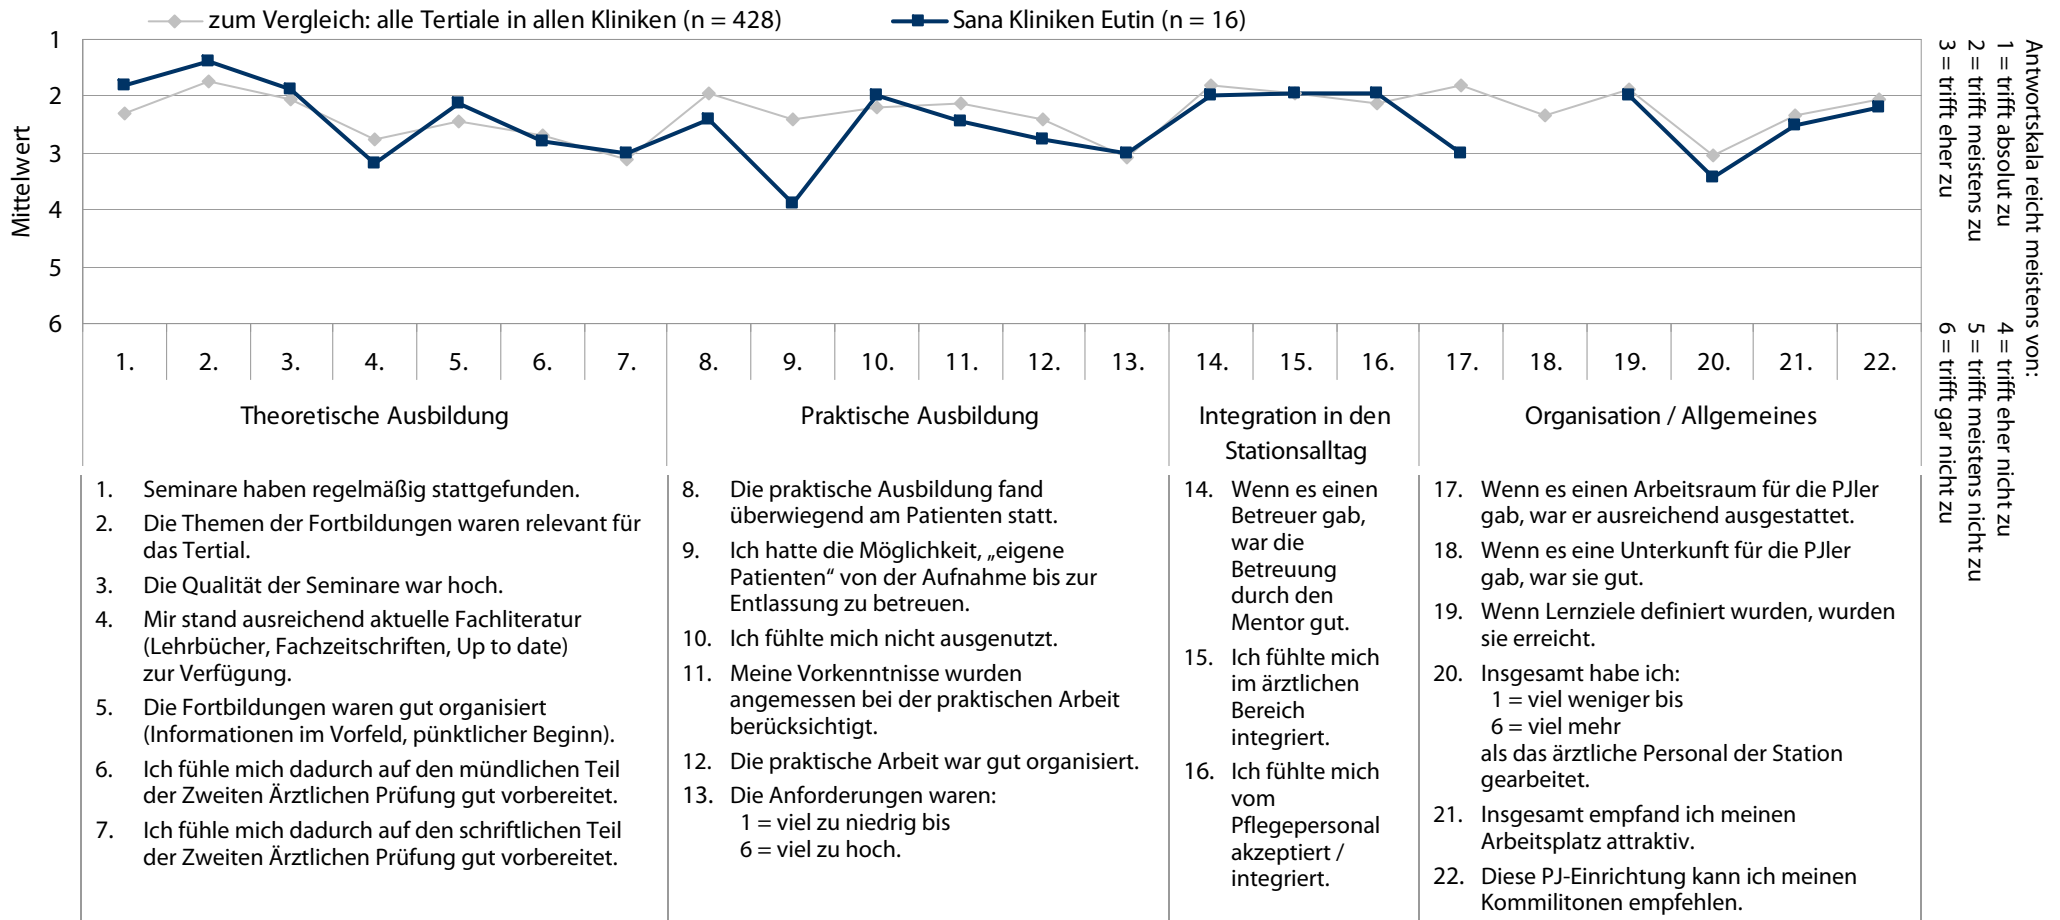 zum Vergleich: alle Tertiale in allen Kliniken (n = 428)
Sana Kliniken Eutin (n = 16)
Mittelwert
1
2
3
4
5
6
Antwortskala reicht meistens von:
1 = trifft absolut zu
2 = trifft meistens zu
3 = trifft eher zu
4 = trifft eher nicht zu
5 = trifft meistens nicht zu
6 = trifft gar nicht zu
1. 2. 3. 4. 5. 6. 7. 8. 9. 10. 11. 12. 13. 14. 15. 16. 17. 18. 19. 20. 21. 22.
Theoretische Ausbildung
Praktische Ausbildung
Integration in den
Stationsalltag
Organisation / Allgemeines
1. Seminare haben regelmäßig stattgefunden.
2. Die Themen der Fortbildungen waren relevant für
das Tertial.
3. Die Qualität der Seminare war hoch.
4. Mir stand ausreichend aktuelle Fachliteratur
(Lehrbücher, Fachzeitschriften, Up to date)
zur Verfügung.
5. Die Fortbildungen waren gut organisiert
(Informationen im Vorfeld, pünktlicher Beginn).
6. Ich fühle mich dadurch auf den mündlichen Teil
der Zweiten Ärztlichen Prüfung gut vorbereitet.
7. Ich fühle mich dadurch auf den schriftlichen Teil
der Zweiten Ärztlichen Prüfung gut vorbereitet.
8. Die praktische Ausbildung fand
überwiegend am Patienten statt.
9. Ich hatte die Möglichkeit, „eigene
Patienten“ von der Aufnahme bis zur
Entlassung zu betreuen.
10. Ich fühlte mich nicht ausgenutzt.
11. Meine Vorkenntnisse wurden
angemessen bei der praktischen Arbeit
berücksichtigt.
12. Die praktische Arbeit war gut organisiert.
13. Die Anforderungen waren:
1 = viel zu niedrig bis
6 = viel zu hoch.
14. Wenn es einen
Betreuer gab,
war die
Betreuung
durch den
Mentor gut.
15. Ich fühlte mich
im ärztlichen
Bereich
integriert.
16. Ich fühlte mich
vom
Pflegepersonal
akzeptiert /
integriert.
17. Wenn es einen Arbeitsraum für die PJler
gab, war er ausreichend ausgestattet.
18. Wenn es eine Unterkunft für die PJler
gab, war sie gut.
19. Wenn Lernziele definiert wurden, wurden
sie erreicht.
20. Insgesamt habe ich:
1 = viel weniger bis
6 = viel mehr
als das ärztliche Personal der Station
gearbeitet.
21. Insgesamt empfand ich meinen
Arbeitsplatz attraktiv.
22. Diese PJ-Einrichtung kann ich meinen
Kommilitonen empfehlen.